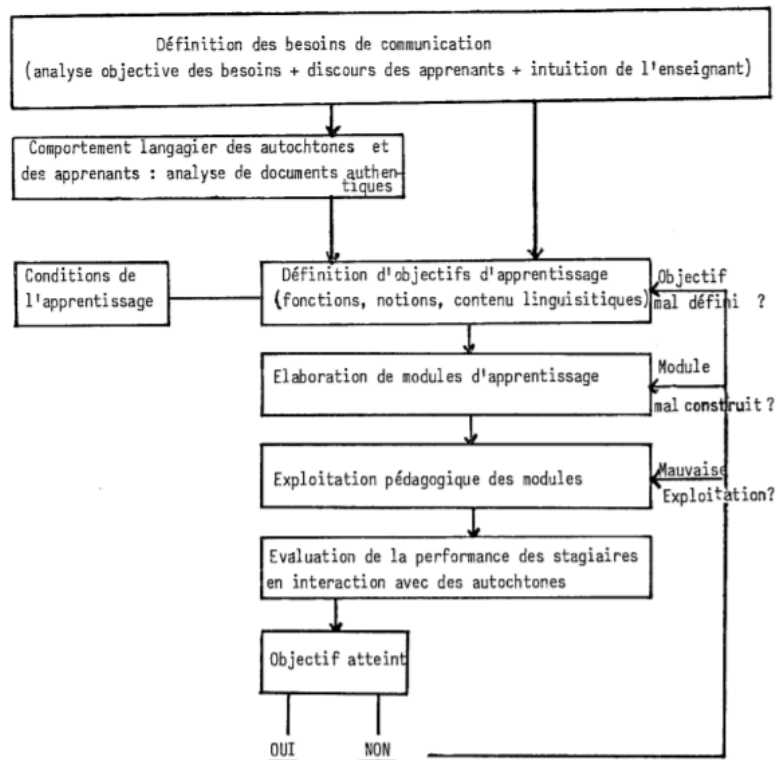 Définition des besoins de communication
(analyse objective des besoins + discours des apprenants + intuition de l'enseignant)
Comportement langagier des autochtones et
des apprenants : analyse de documents authen-
tiques
Conditions de
l'apprentissage
Définition d'objectifs d'apprentissage
(fonctions, notions, contenu linguisitiques)
Objectif
mal défini ?
Elaboration de modules d'apprentissage
Module
mal construit ?
Exploitation pédagogique des modules
Mauvaise
Exploitation?
Evaluation de la performance des stagiaires
en interaction avec des autochtones
Objectif atteint
OUI
NON